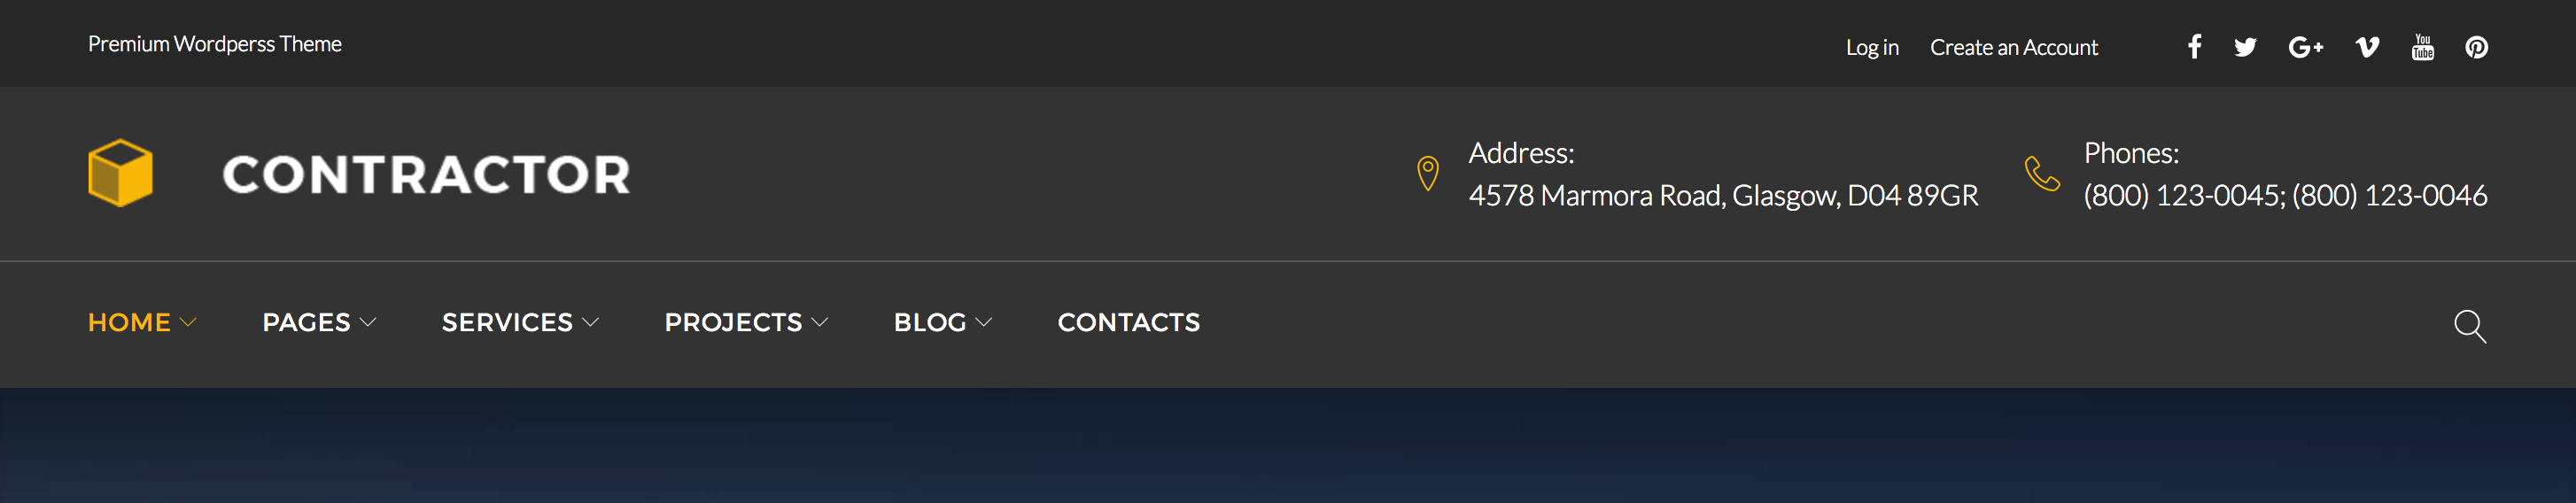 Premium Wordperss Theme
Log in Create an Account
You Tube
CONTRACTOR
Address:
4578 Marmora Road, Glasgow, D04 89GR
Phones:
(800) 123-0045; (800) 123-0046
HOME PAGES SERVICES PROJECTS BLOG CONTACTS